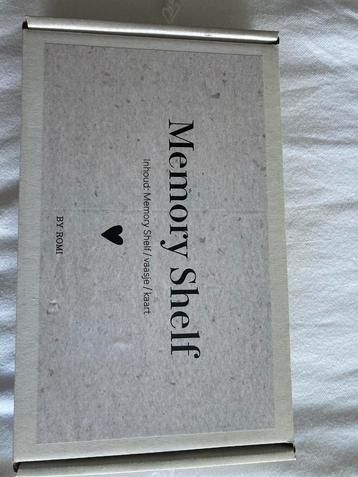 Memory Shelf
Inhoud: Memory Shelf / vaasje / kaart
BY ROMI